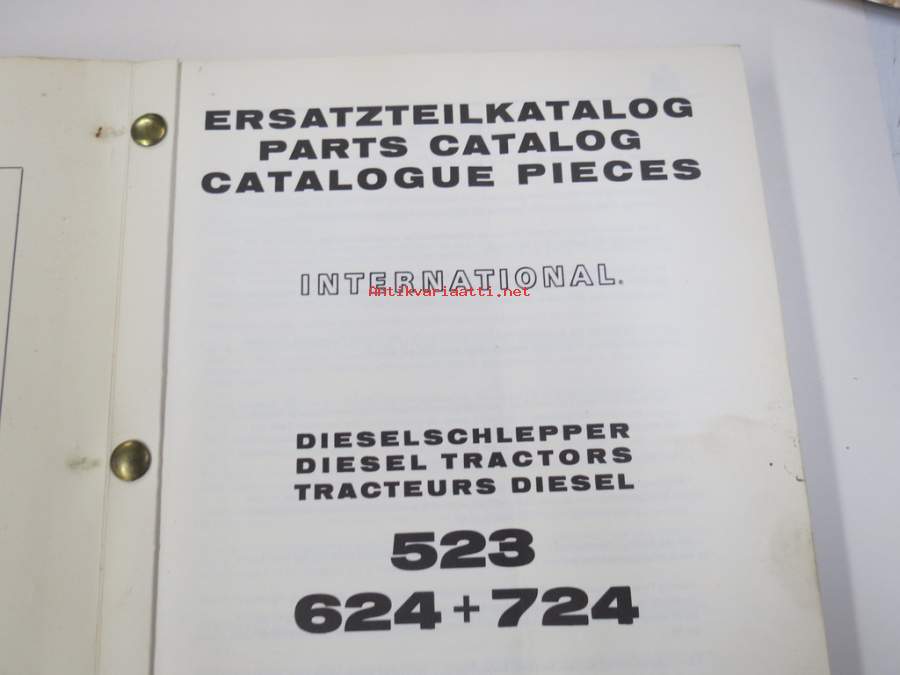 ERSATZTEILKATALOG
PARTS CATALOG
CATALOGUE PIECES
INTERNATIONAL.
Antikvariaatti.net
DIESELSCHLEPPER
DIESEL TRACTORS
TRACTEURS DIESEL
523
624+724